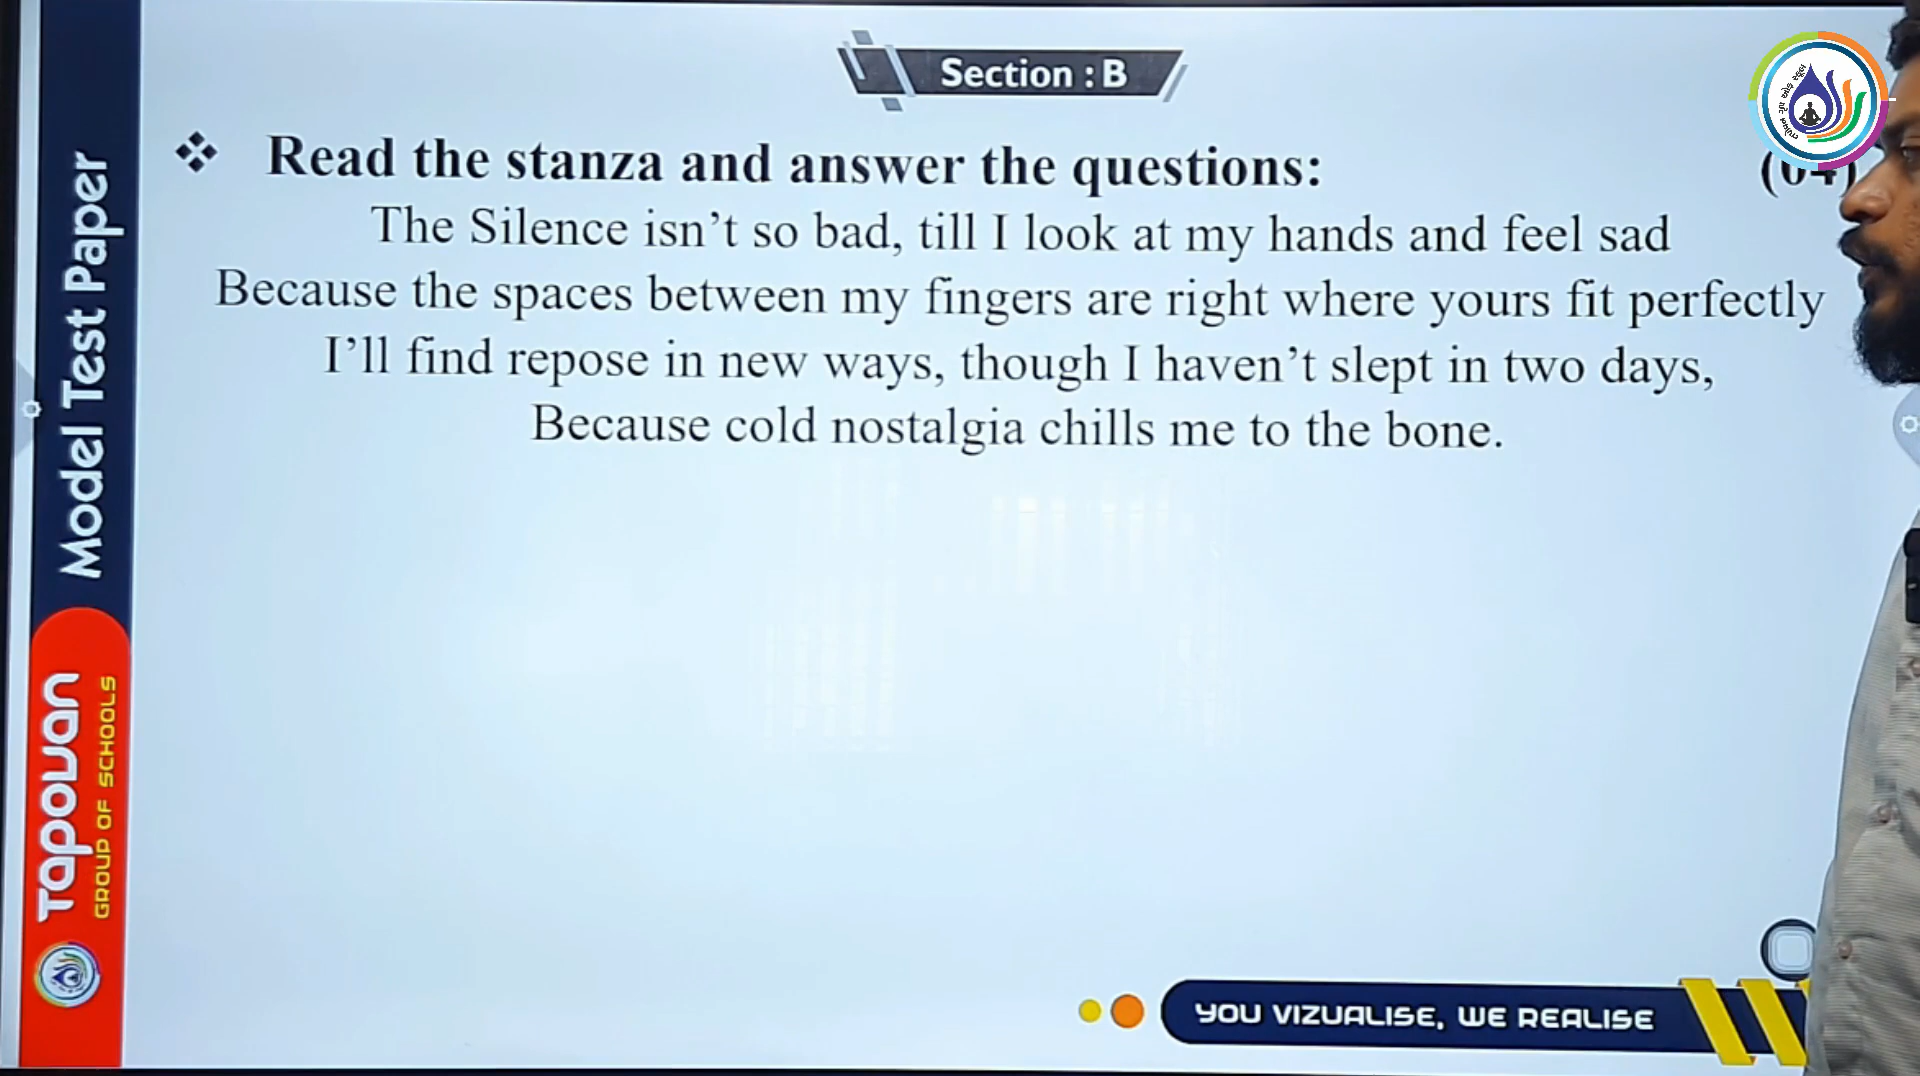 Section : B
❖ Read the stanza and answer the questions:
(04)
The Silence isn’t so bad, till I look at my hands and feel sad
Because the spaces between my fingers are right where yours fit perfectly
I’ll find repose in new ways, though I haven’t slept in two days,
Because cold nostalgia chills me to the bone.
Model Test Paper
TAPOVAN
GROUP OF SCHOOLS
YOU VIZUALISE, WE REALISE